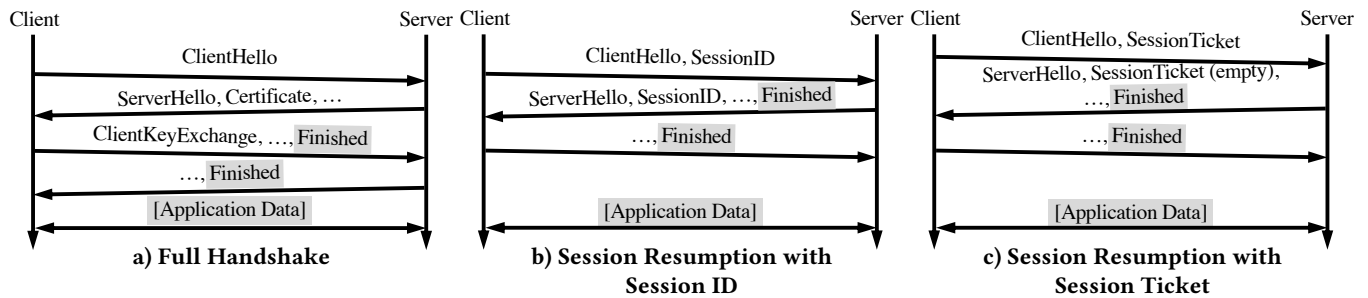 Client Server
ClientHello
ServerHello, Certificate, …
ClientKeyExchange, …, Finished
…, Finished
[Application Data]
a) Full Handshake
Client Server
ClientHello, SessionID
ServerHello, SessionID, …, Finished
…, Finished
[Application Data]
b) Session Resumption with
Session ID
Client Server
ClientHello, SessionTicket
ServerHello, SessionTicket (empty),
…, Finished
…, Finished
[Application Data]
c) Session Resumption with
Session Ticket